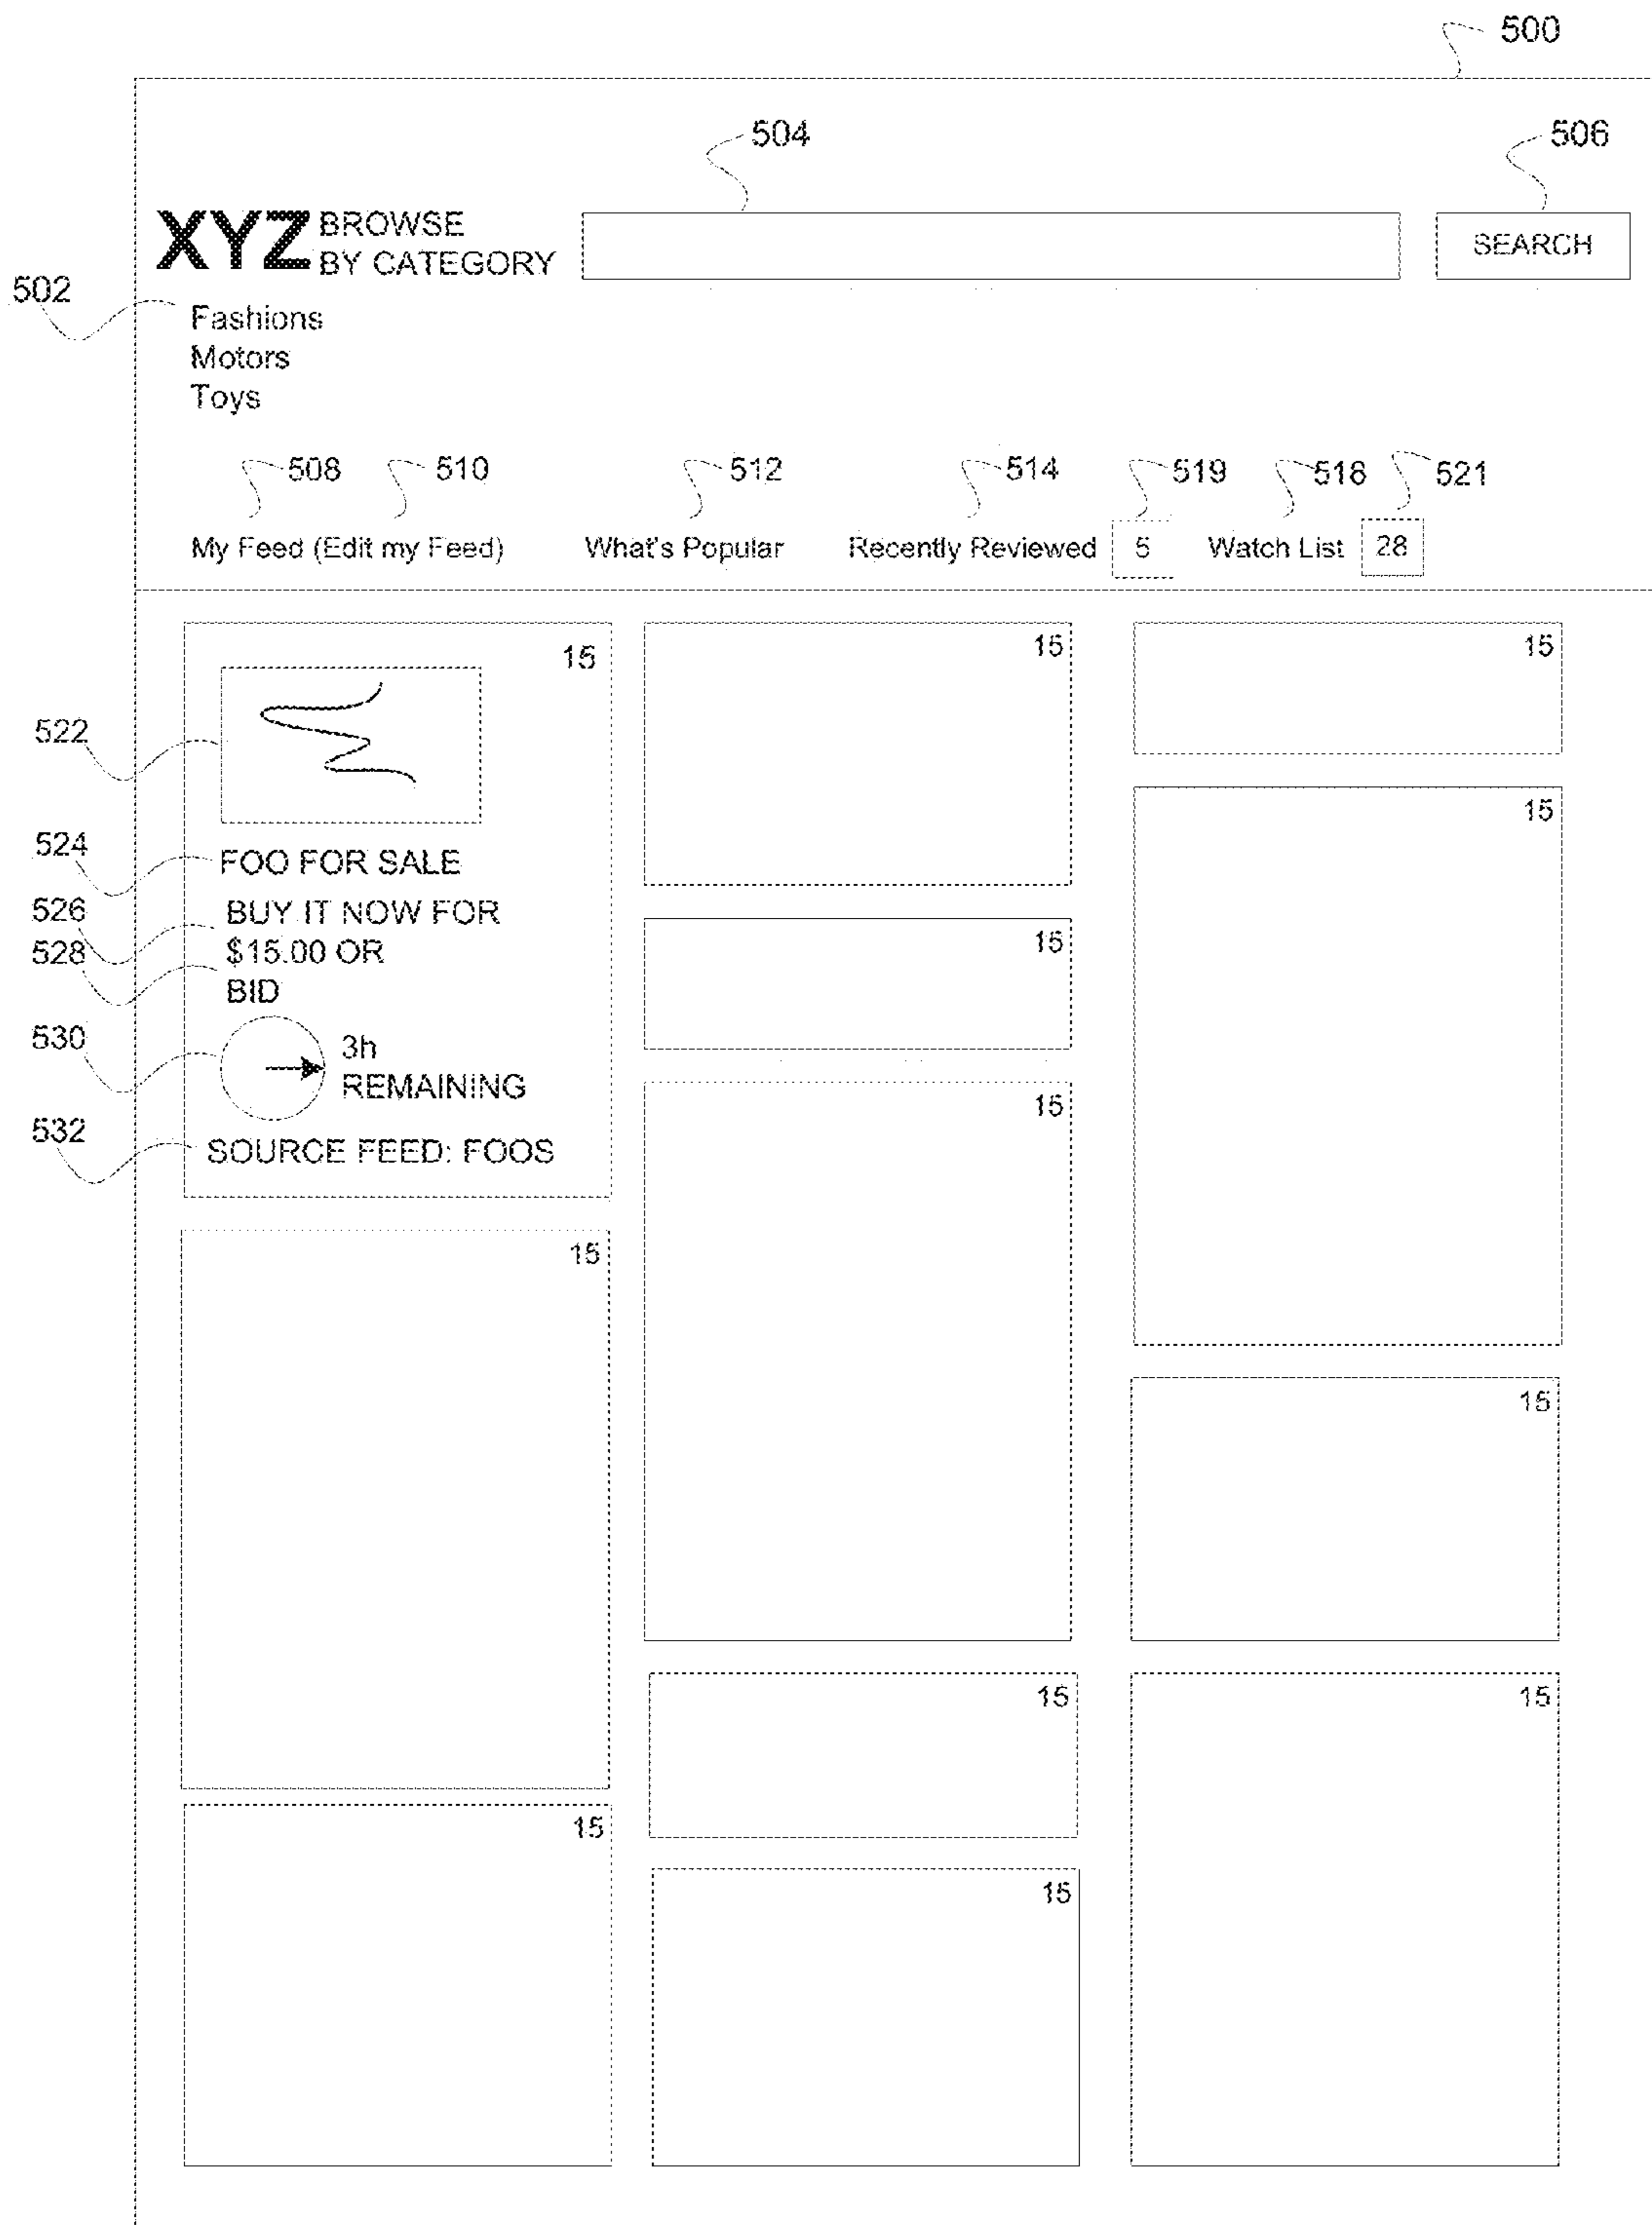 500
504
506
XYZ BROWSE
BY CATEGORY
SEARCH
502
Fashions
Motors
Toys
508 510 512 514 519 518 521
My Feed (Edit my Feed) What's Popular Recently Reviewed 5 Watch List 28
15 15 15
522
15
524 FOO FOR SALE
526 BUY IT NOW FOR
528 $15.00 OR
BID
15
530 3h
REMAINING
15
532 SOURCE FEED: FOOS
15
15
15 15
15
15